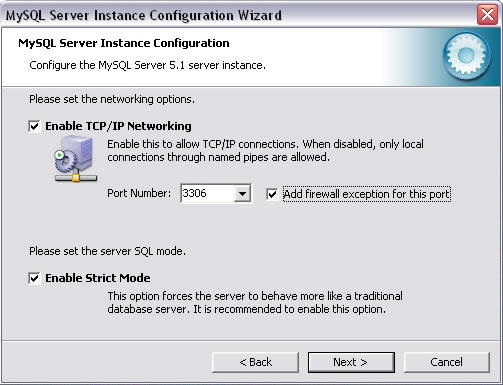 MySQL Server Instance Configuration Wizard
MySQL Server Instance Configuration
Configure the MySQL Server 5.1 server instance.
Please set the networking options.
Enable TCP/IP Networking
Enable this to allow TCP/IP connections. When disabled, only local
connections through named pipes are allowed.
Port Number: 3306 Add firewall exception for this port
Please set the server SQL mode.
Enable Strict Mode
This option forces the server to behave more like a traditional
database server. It is recommended to enable this option.
< Back Next > Cancel